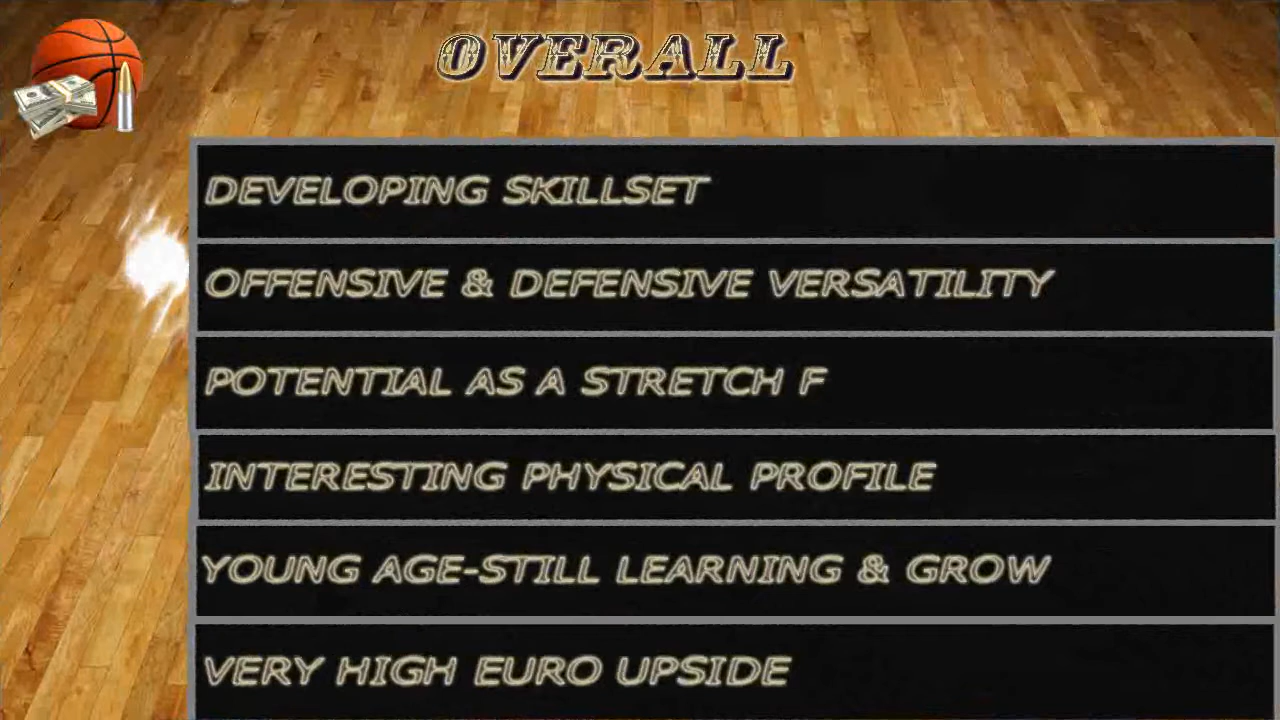 OVERALL
DEVELOPING SKILLSET
OFFENSIVE & DEFENSIVE VERSATILITY
POTENTIAL AS A STRETCH F
INTERESTING PHYSICAL PROFILE
YOUNG AGE-STILL LEARNING & GROW
VERY HIGH EURO UPSIDE